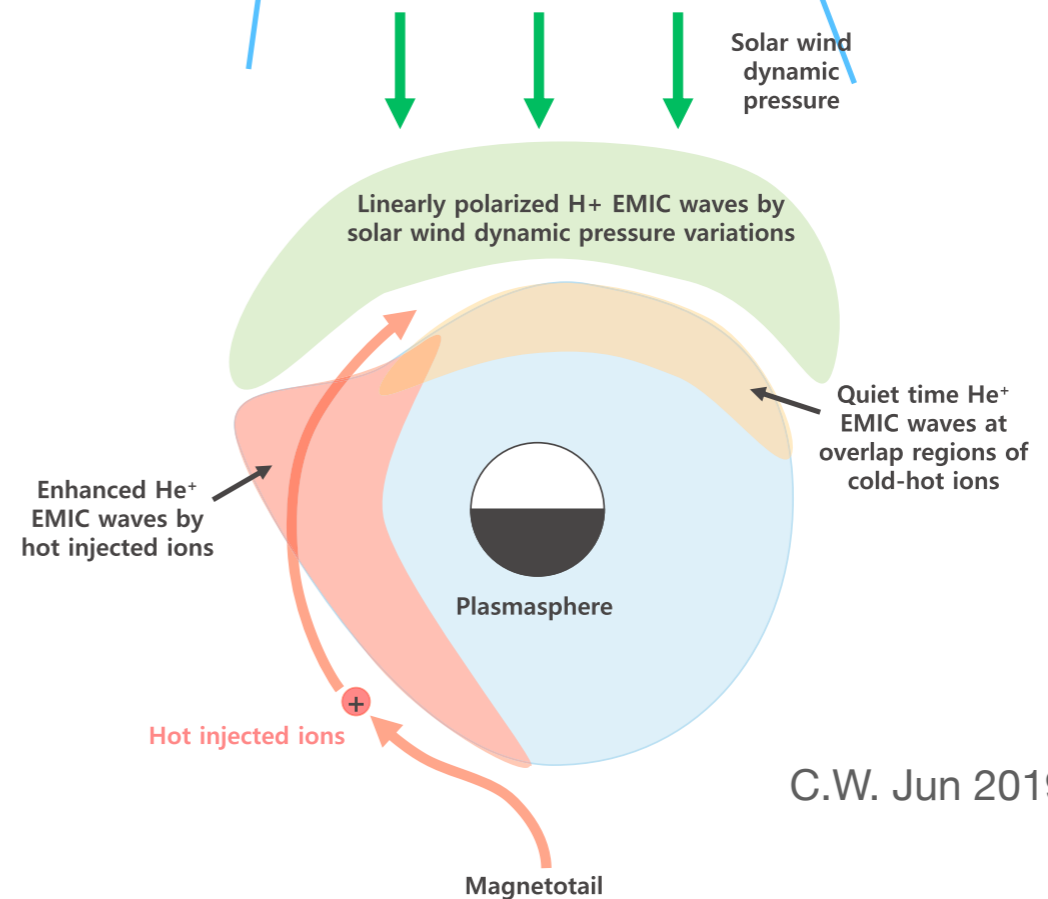 Solar wind
dynamic
pressure
Linearly polarized H+ EMIC waves by
solar wind dynamic pressure variations
Quiet time He⁺
EMIC waves at
overlap regions of
cold-hot ions
Enhanced He⁺
EMIC waves by
hot injected ions
Plasmasphere
+
Hot injected ions
C.W. Jun 2019
Magnetotail